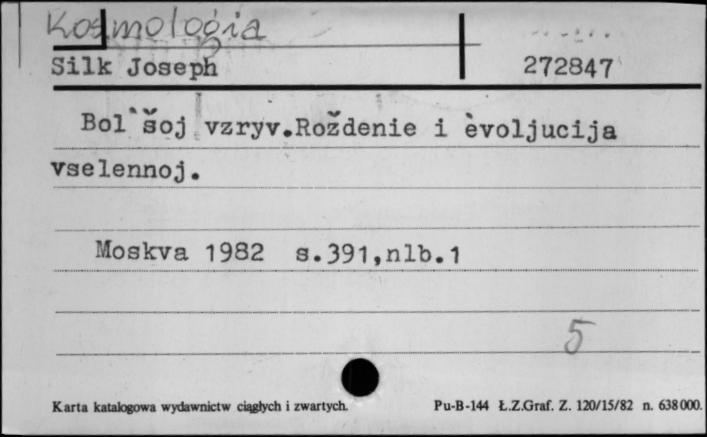 Kosmologia
Silk Joseph 272847
Bol`šoj vzryv.Roždenie i èvoljucija
vselennoj.
Moskva 1982 s.391,nlb.1
5
Karta katalogowa wydawnictw ciągłych i zwartych. Pu-B-144 Ł.Z.Graf. Z. 120/15/82 n. 638000.